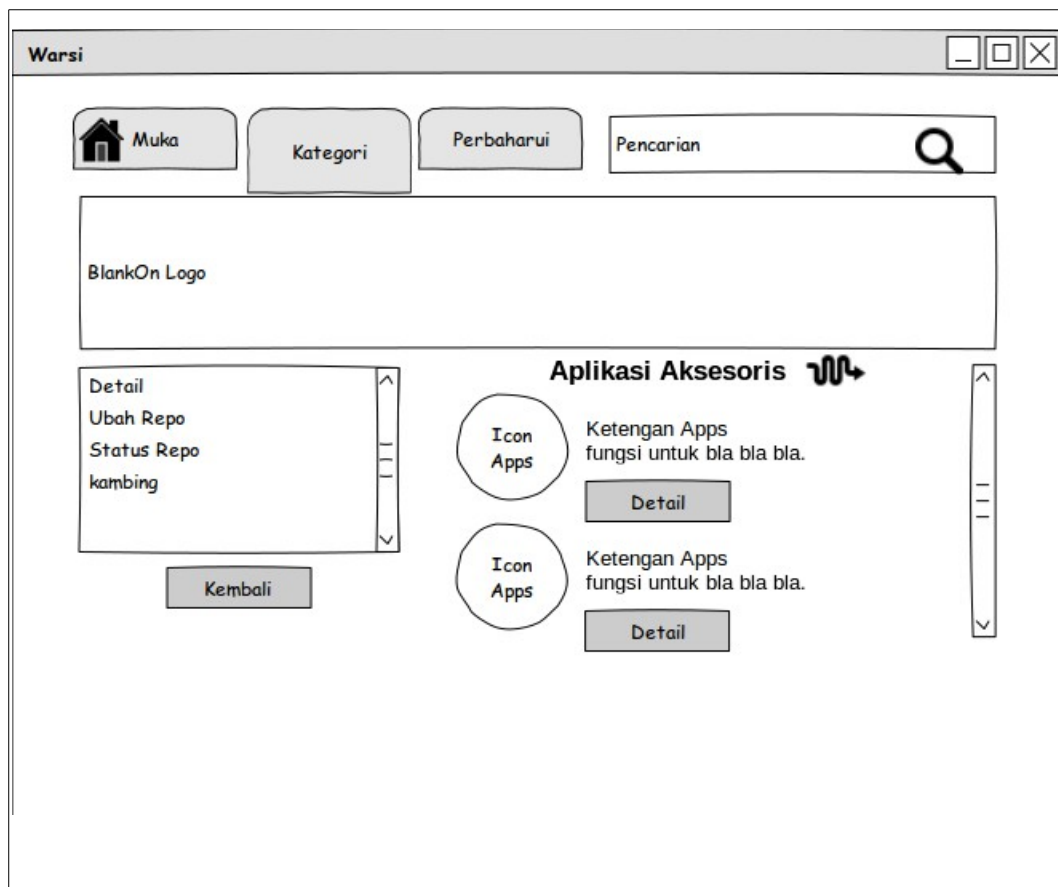 Warsi
Muka
Kategori
Perbaharui
Pencarian
BlankOn Logo
Detail
Ubah Repo
Status Repo
kambing
Kembali
Aplikasi Aksesoris
Icon
Apps
Ketengan Apps
fungsi untuk bla bla bla.
Detail
Icon
Apps
Ketengan Apps
fungsi untuk bla bla bla.
Detail